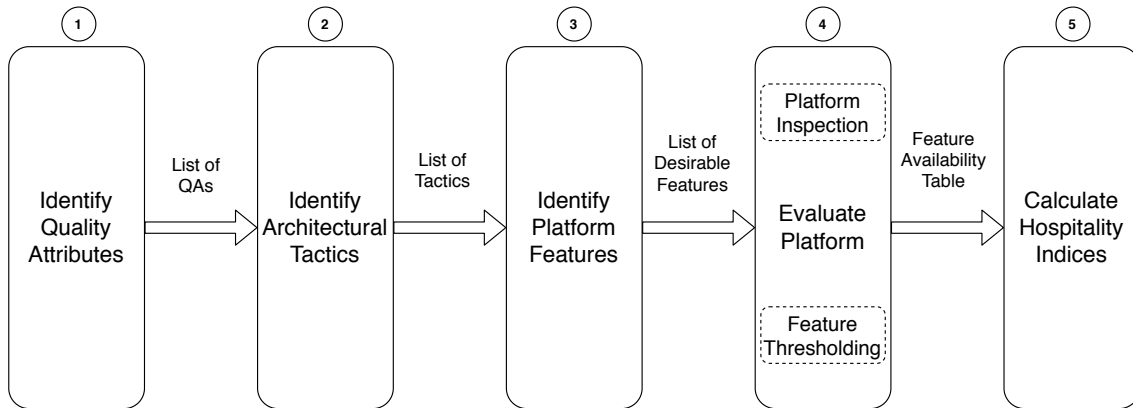 1
2
3
4
5
Identify
Quality
Attributes
List of
QAs
Identify
Architectural
Tactics
List of
Tactics
Identify
Platform
Features
List of
Desirable
Features
Platform
Inspection
Evaluate
Platform
Feature
Thresholding
Feature
Availability
Table
Calculate
Hospitality
Indices